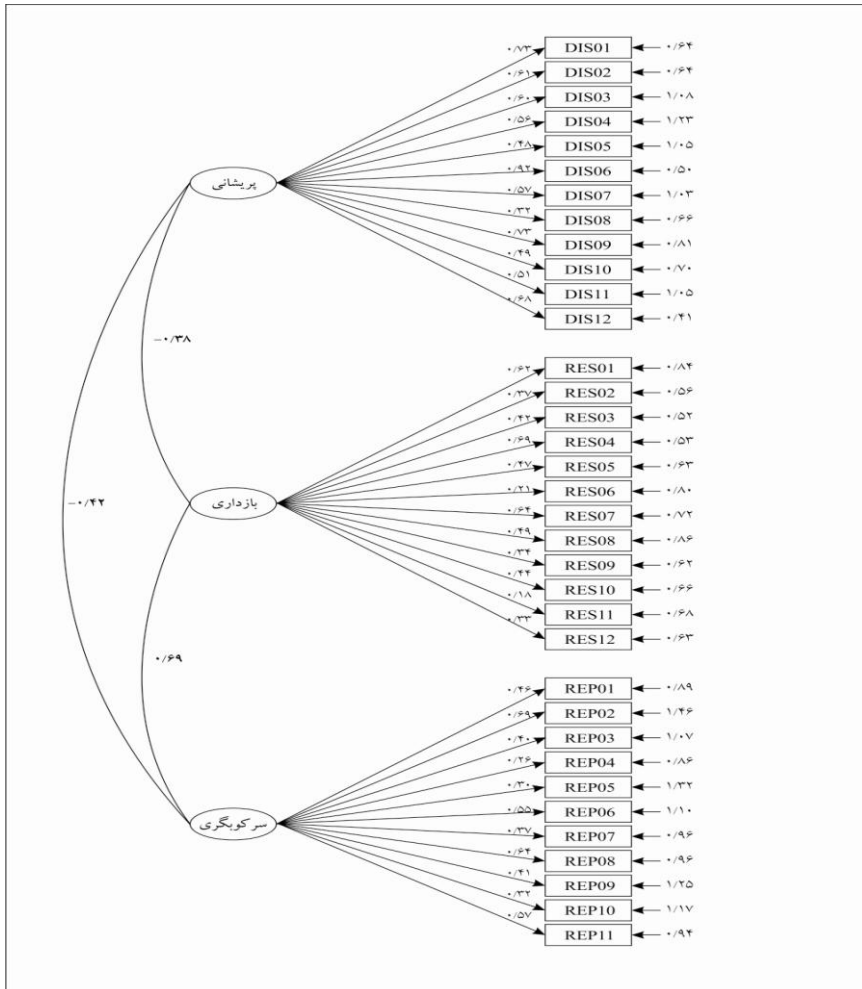 ۰/۷۳ DIS01 ۰/۶۴
۰/۶۱ DIS02 ۰/۶۴
۰/۶۰ DIS03 ۱/۰۸
۰/۵۶ DIS04 ۱/۲۳
۰/۴۸ DIS05 ۱/۰۵
۰/۹۲ DIS06 ۰/۵۰
۰/۵۷ DIS07 ۱/۰۳
۰/۳۲ DIS08 ۰/۶۶
۰/۷۳ DIS09 ۰/۸۱
۰/۴۹ DIS10 ۰/۷۰
۰/۵۱ DIS11 ۱/۰۵
۰/۶۸ DIS12 ۰/۴۱
پریشانی
−۰/۳۸
۰/۶۲ RES01 ۰/۸۴
۰/۳۷ RES02 ۰/۵۶
۰/۴۲ RES03 ۰/۵۲
۰/۶۹ RES04 ۰/۵۳
۰/۴۷ RES05 ۰/۶۳
۰/۲۱ RES06 ۰/۸۰
۰/۶۴ RES07 ۰/۷۲
۰/۴۹ RES08 ۰/۸۶
۰/۳۴ RES09 ۰/۶۲
۰/۴۴ RES10 ۰/۶۶
۰/۱۸ RES11 ۰/۶۸
۰/۳۳ RES12 ۰/۶۳
بازداری
−۰/۴۲
۰/۶۹
۰/۴۶ REP01 ۰/۸۹
۰/۶۹ REP02 ۱/۴۶
۰/۴۰ REP03 ۱/۰۷
۰/۲۶ REP04 ۰/۸۶
۰/۳۰ REP05 ۱/۳۲
۰/۵۵ REP06 ۱/۱۰
۰/۳۷ REP07 ۰/۹۶
۰/۶۴ REP08 ۰/۹۶
۰/۴۱ REP09 ۱/۲۵
۰/۳۲ REP10 ۱/۱۷
۰/۵۷ REP11 ۰/۹۴
سرکوبگری